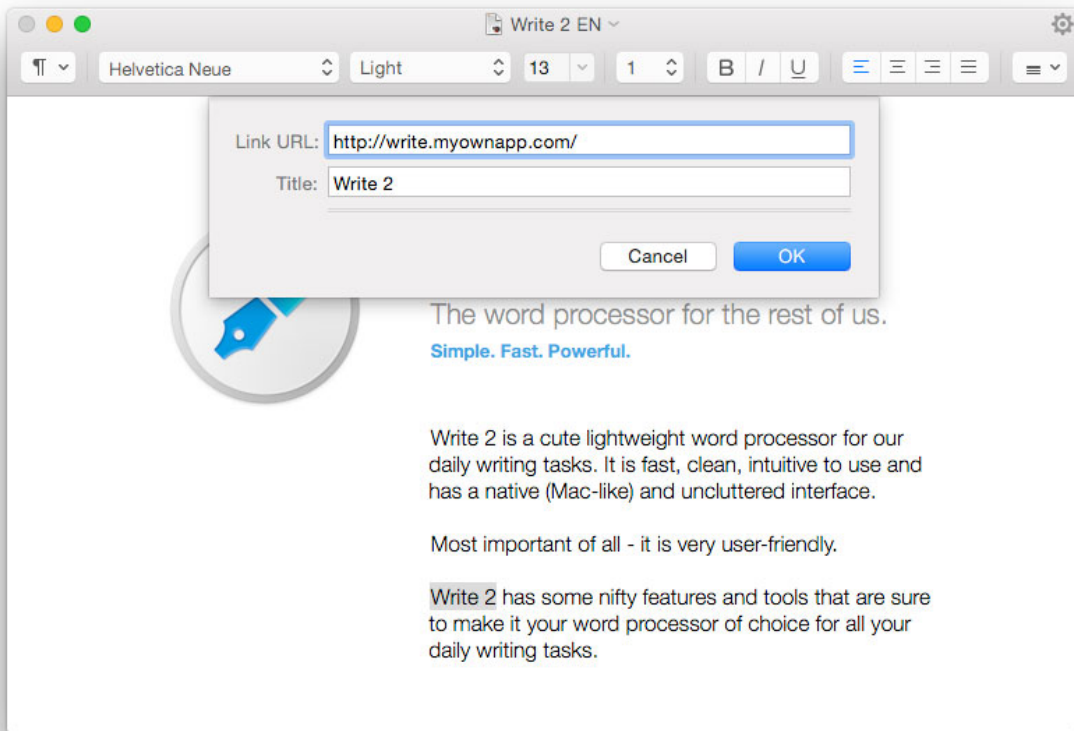 Write 2 EN
Helvetica Neue Light 13 1 B I U
Link URL: http://write.myownapp.com/
Title: Write 2
Cancel OK
The word processor for the rest of us.
Simple. Fast. Powerful.
Write 2 is a cute lightweight word processor for our
daily writing tasks. It is fast, clean, intuitive to use and
has a native (Mac-like) and uncluttered interface.
Most important of all - it is very user-friendly.
Write 2 has some nifty features and tools that are sure
to make it your word processor of choice for all your
daily writing tasks.